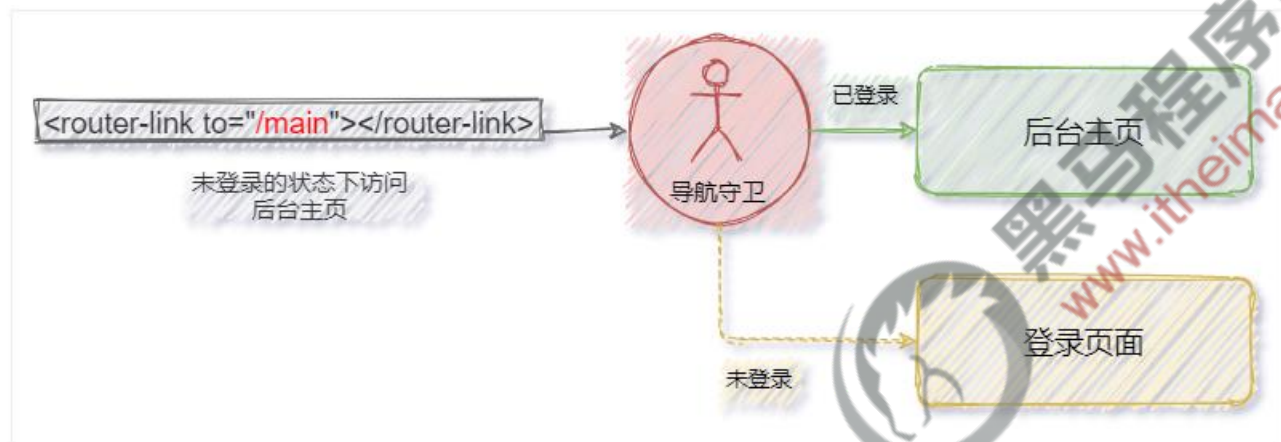 <router-link to="/main"></router-link>
未登录的状态下访问
后台主页
导航守卫
已登录
后台主页
未登录
登录页面
黑马程序
www.itheima